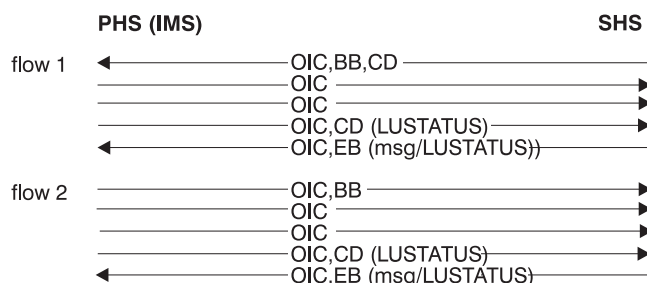 PHS (IMS) SHS
flow 1 OIC,BB,CD
OIC
OIC
OIC,CD (LUSTATUS)
OIC,EB (msg/LUSTATUS))
flow 2 OIC,BB
OIC
OIC
OIC,CD (LUSTATUS)
OIC,EB (msg/LUSTATUS)